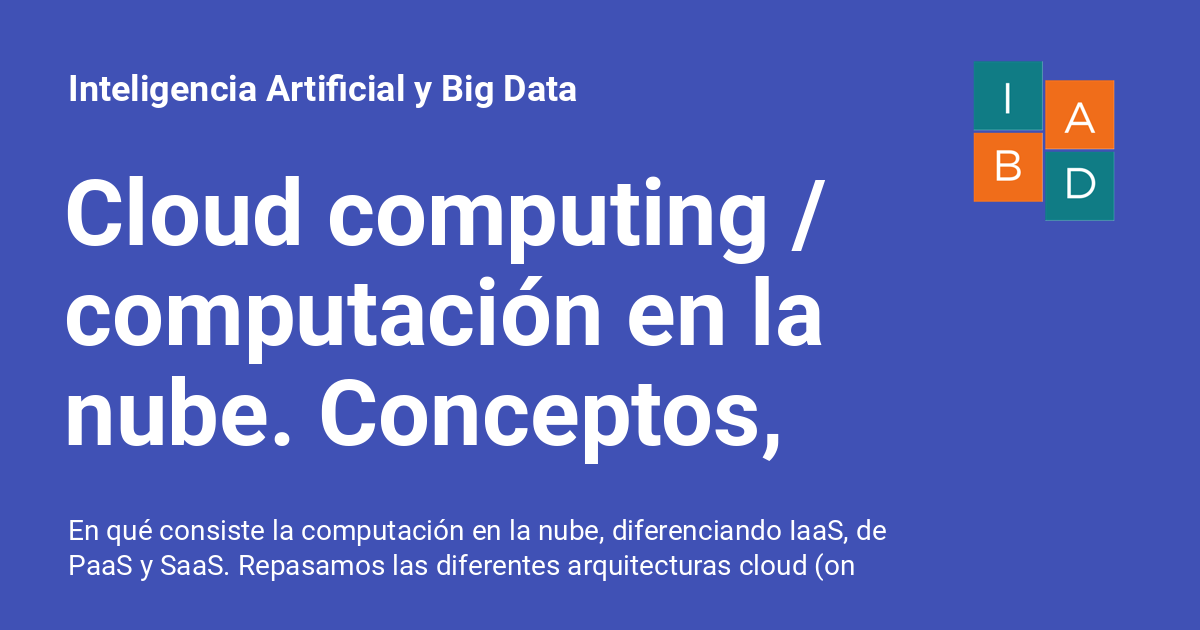 Inteligencia Artificial y Big Data
I
A
B
D
Cloud computing /
computación en la
nube. Conceptos,
En qué consiste la computación en la nube, diferenciando IaaS, de
PaaS y SaaS. Repasamos las diferentes arquitecturas cloud (on